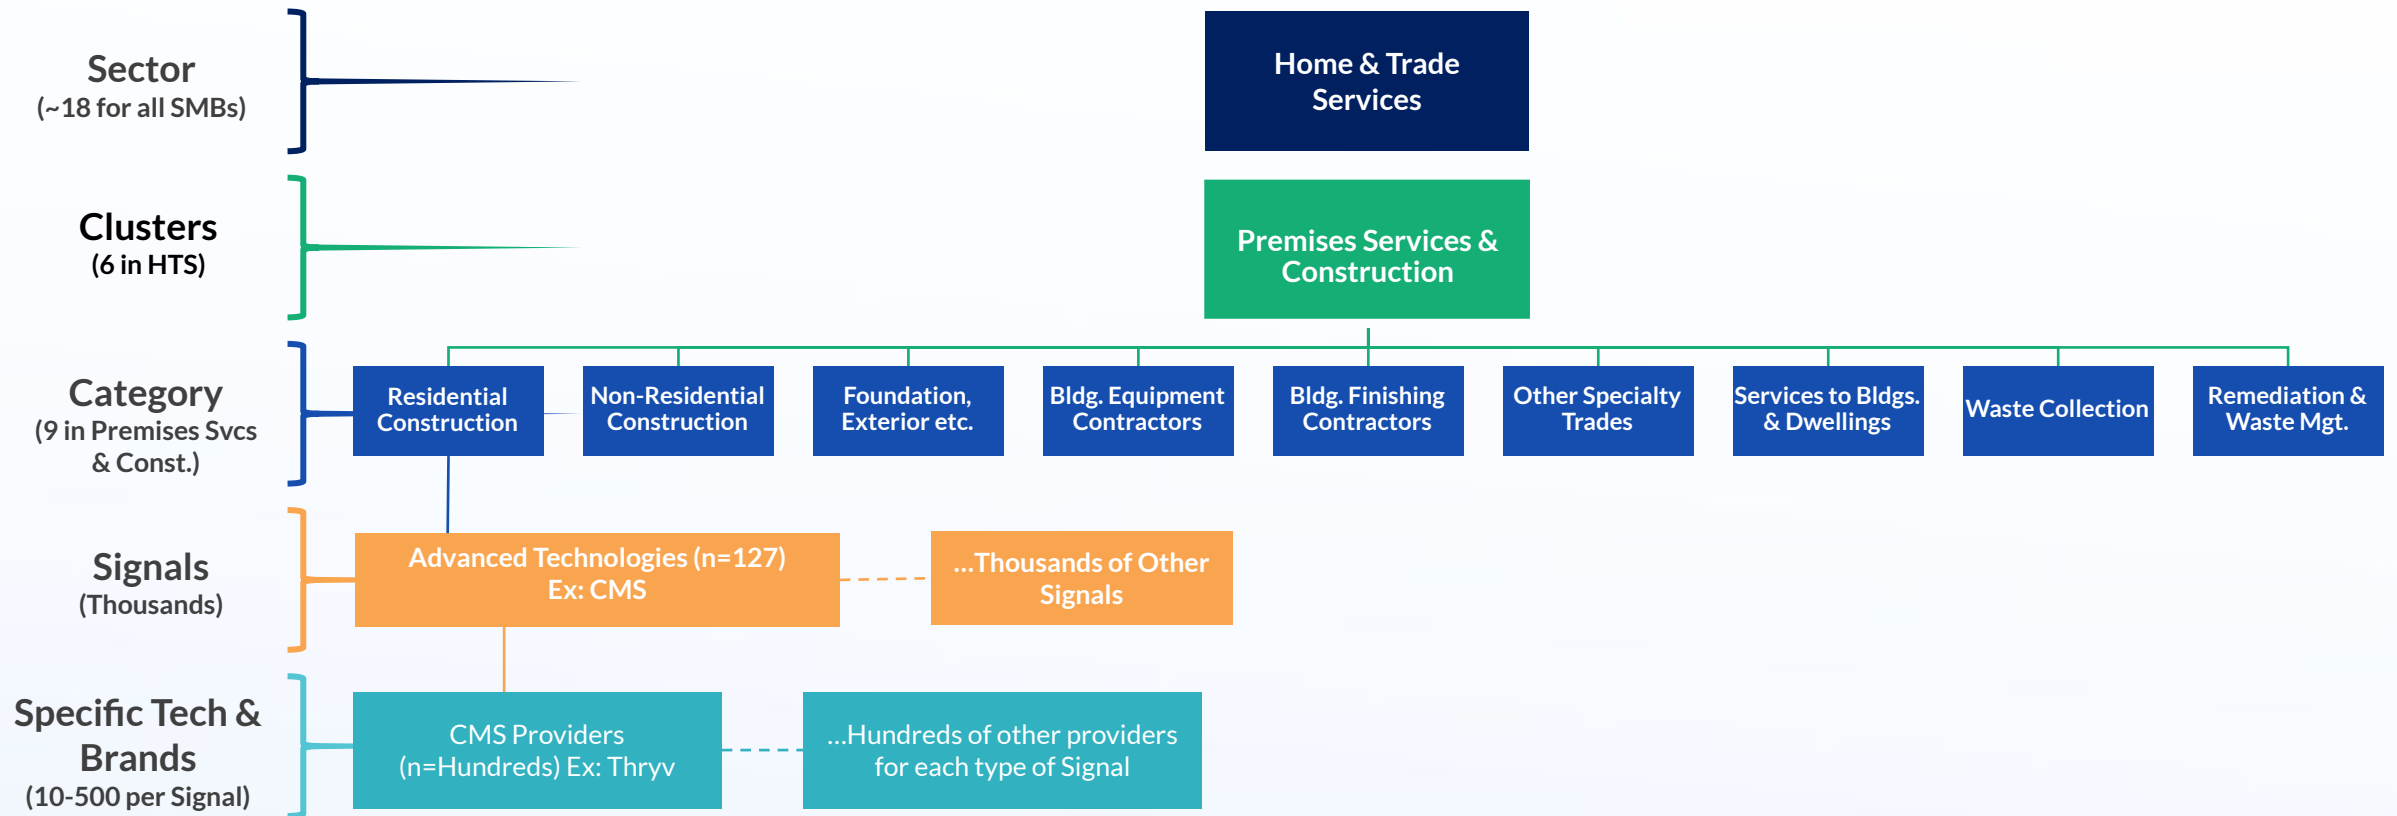 Sector
(~18 for all SMBs)
Home & Trade
Services
Clusters
(6 in HTS)
Premises Services &
Construction
Category
(9 in Premises Svcs
& Const.)
Residential
Construction
Non-Residential
Construction
Foundation,
Exterior etc.
Bldg. Equipment
Contractors
Bldg. Finishing
Contractors
Other Specialty
Trades
Services to Bldgs.
& Dwellings
Waste Collection
Remediation &
Waste Mgt.
Signals
(Thousands)
Advanced Technologies (n=127)
Ex: CMS
...Thousands of Other
Signals
Specific Tech &
Brands
(10-500 per Signal)
CMS Providers
(n=Hundreds) Ex: Thryv
...Hundreds of other providers
for each type of Signal